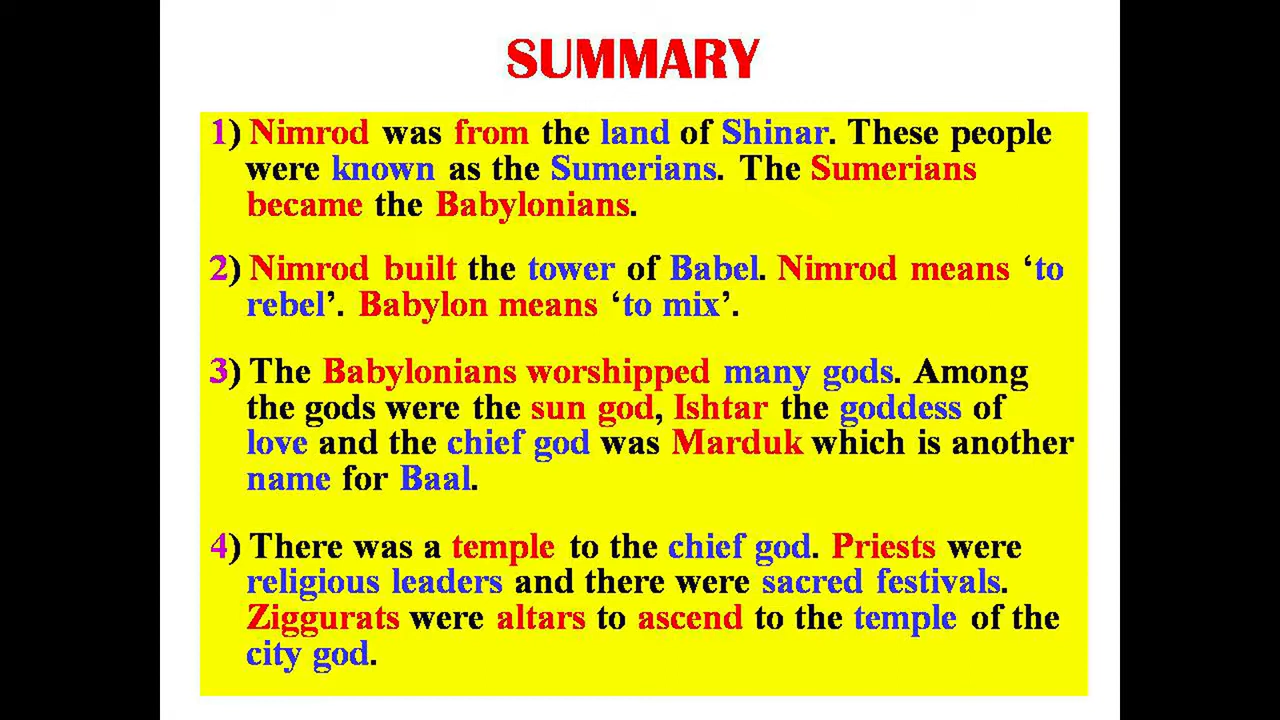 SUMMARY
1) Nimrod was from the land of Shinar. These people
were known as the Sumerians. The Sumerians
became the Babylonians.
2) Nimrod built the tower of Babel. Nimrod means ‘to
rebel’. Babylon means ‘to mix’.
3) The Babylonians worshipped many gods. Among
the gods were the sun god, Ishtar the goddess of
love and the chief god was Marduk which is another
name for Baal.
4) There was a temple to the chief god. Priests were
religious leaders and there were sacred festivals.
Ziggurats were altars to ascend to the temple of the
city god.